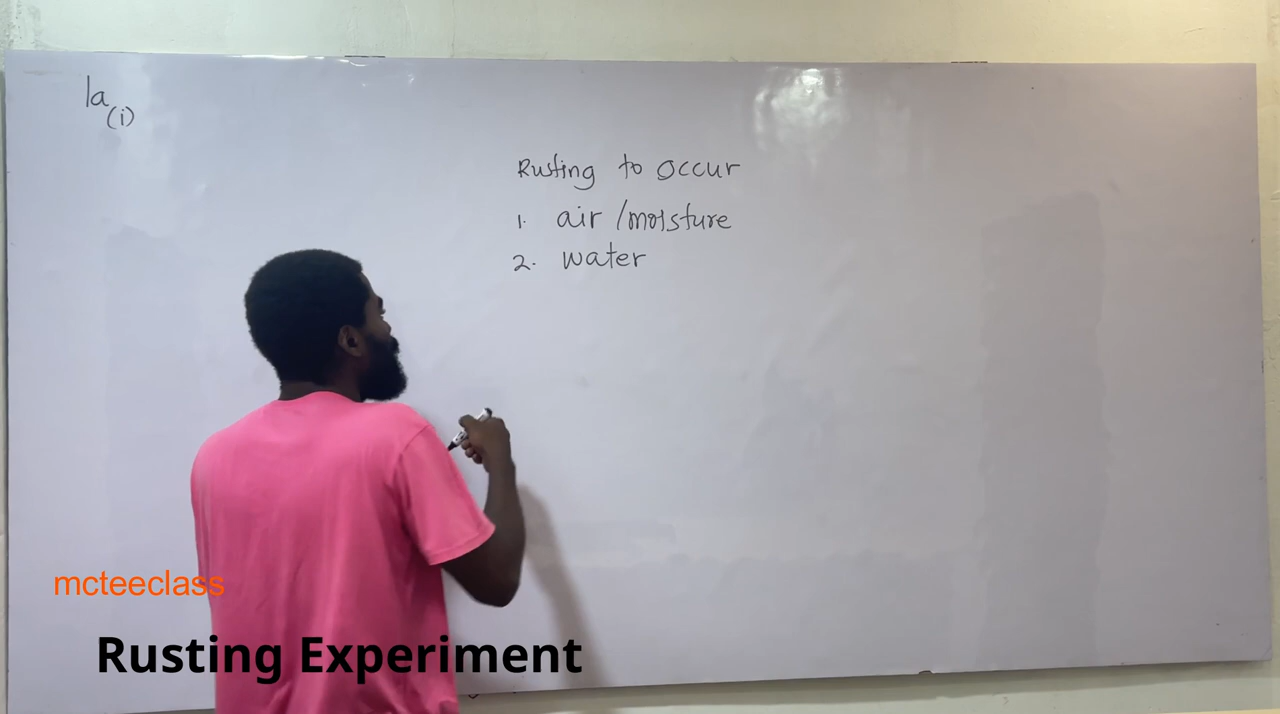 1a
(i)
Rusting to occur
1. air /moisture
2. water
mcteeclass
Rusting Experiment